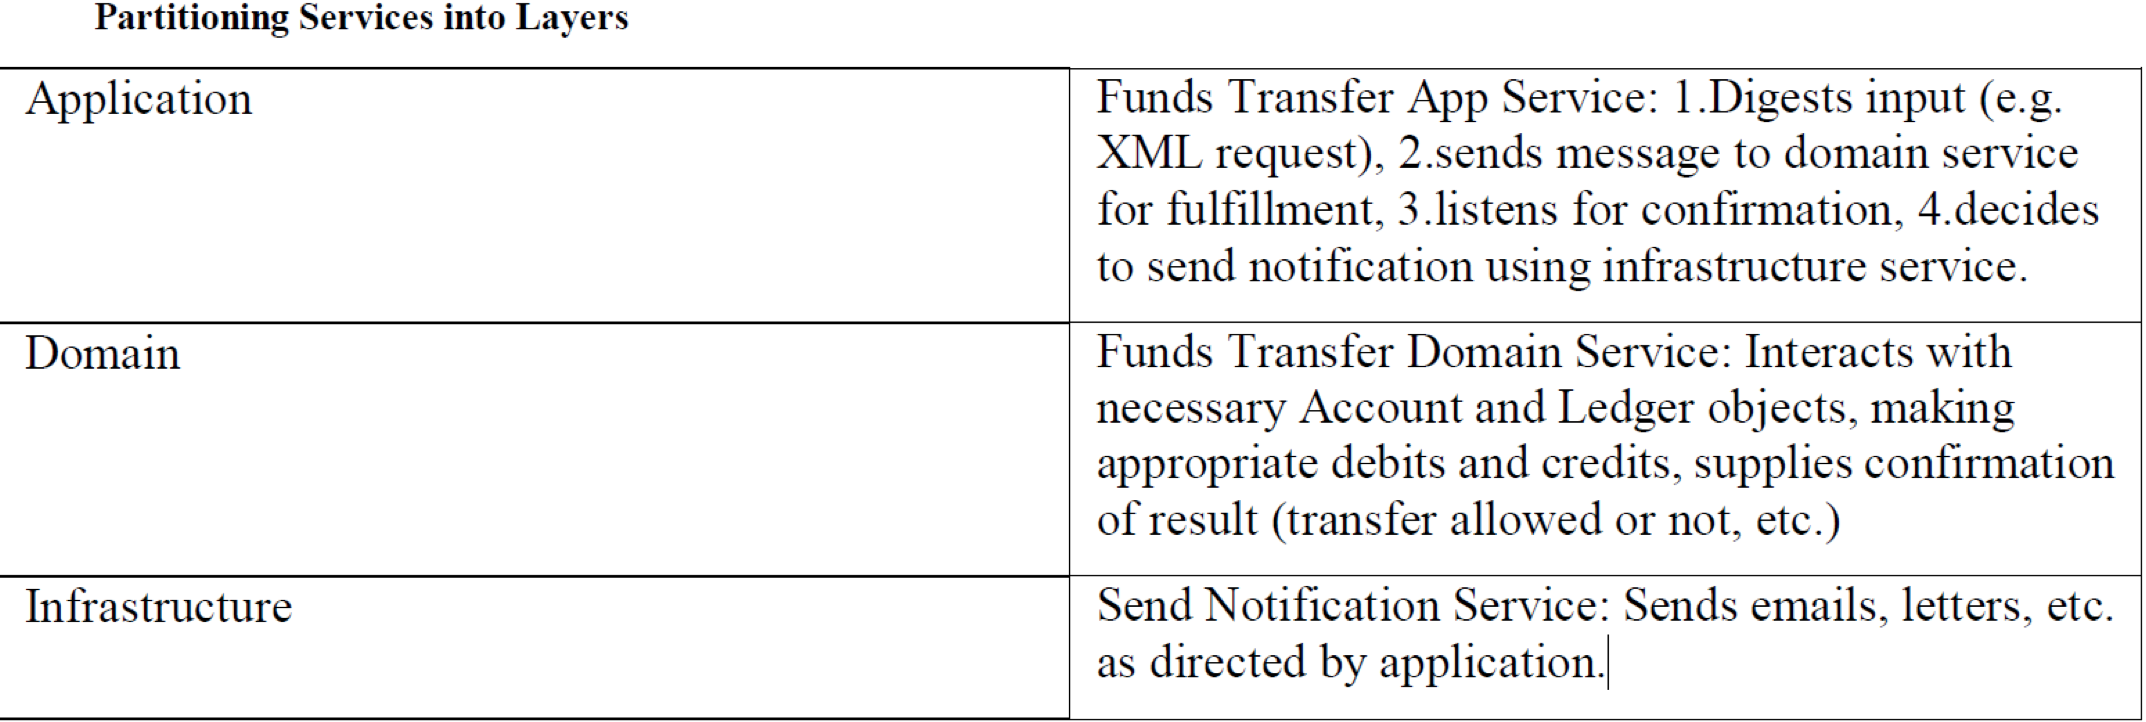 Partitioning Services into Layers
Application
Funds Transfer App Service: 1.Digests input (e.g.
XML request), 2.sends message to domain service
for fulfillment, 3.listens for confirmation, 4.decides
to send notification using infrastructure service.
Domain
Funds Transfer Domain Service: Interacts with
necessary Account and Ledger objects, making
appropriate debits and credits, supplies confirmation
of result (transfer allowed or not, etc.)
Infrastructure
Send Notification Service: Sends emails, letters, etc.
as directed by application.